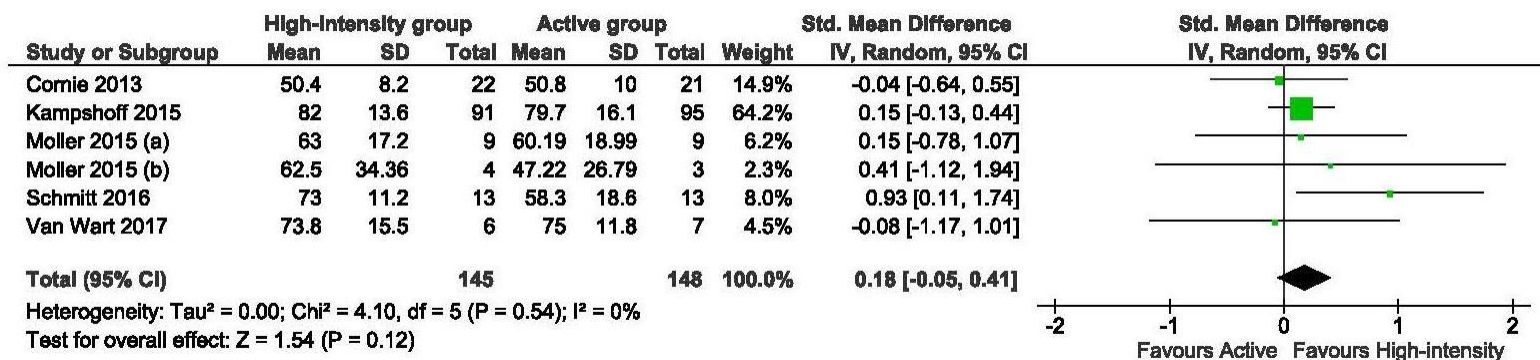 High-intensity group Active group Std. Mean Difference Std. Mean Difference
Study or Subgroup Mean SD Total Mean SD Total Weight IV, Random, 95% CI IV, Random, 95% CI
Cornie 2013 50.4 8.2 22 50.8 10 21 14.9% -0.04 [-0.64, 0.55]
Kampshoff 2015 82 13.6 91 79.7 16.1 95 64.2% 0.15 [-0.13, 0.44]
Moller 2015 (a) 63 17.2 9 60.19 18.99 9 6.2% 0.15 [-0.78, 1.07]
Moller 2015 (b) 62.5 34.36 4 47.22 26.79 3 2.3% 0.41 [-1.12, 1.94]
Schmitt 2016 73 11.2 13 58.3 18.6 13 8.0% 0.93 [0.11, 1.74]
Van Wart 2017 73.8 15.5 6 75 11.8 7 4.5% -0.08 [-1.17, 1.01]
Total (95% CI) 145 148 100.0% 0.18 [-0.05, 0.41]
Heterogeneity: Tau² = 0.00; Chi² = 4.10, df = 5 (P = 0.54); I² = 0%
Test for overall effect: Z = 1.54 (P = 0.12)
-2 -1 0 1 2
Favours Active Favours High-intensity